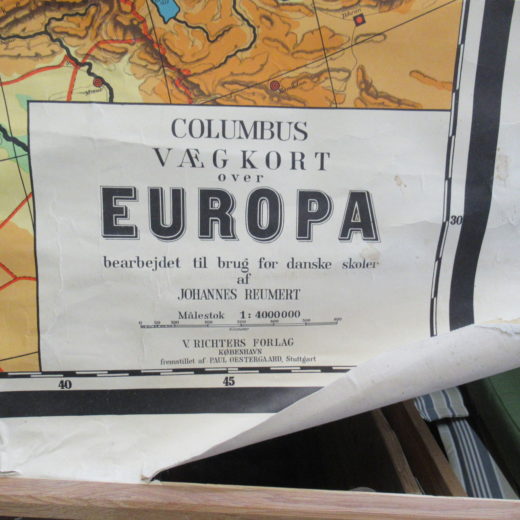 COLUMBUS
VÆGKORT
over
EUROPA
bearbejdet til brug for danske skoler
af
JOHANNES REUMERT
Målestok 1:4000000
Kilometer
V. RICHTERS FORLAG
KØBENHAVN
fremstillet af PAUL OESTERGAARD, Stuttgart
30
40 45